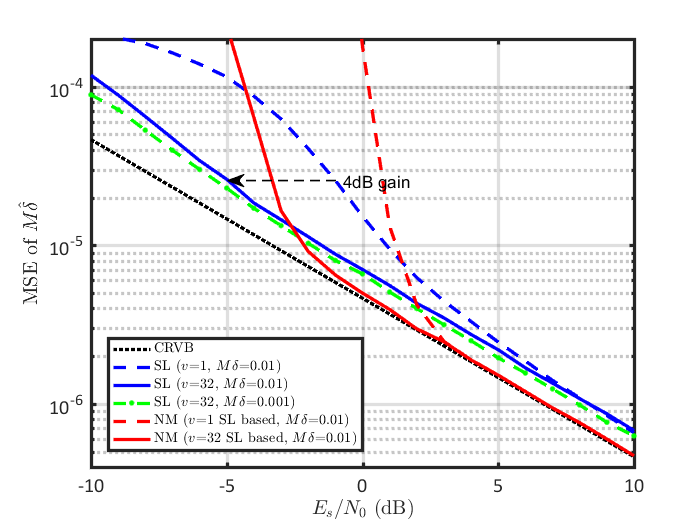 10^{-4}
4dB gain
10^{-5}
MSE of Mδ̂
CRVB
SL (v=1, Mδ=0.01)
SL (v=32, Mδ=0.01)
SL (v=32, Mδ=0.001)
NM (v=1 SL based, Mδ=0.01)
NM (v=32 SL based, Mδ=0.01)
10^{-6}
-10 -5 0 5 10
E_s/N_0 (dB)